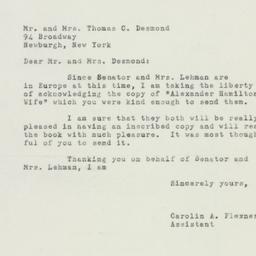 Mr. and Mrs. Thomas C. Desmond
94 Broadway
Newburgh, New York
Dear Mr. and Mrs. Desmond:
Since Senator and Mrs. Lehman are
in Europe at this time, I am taking the liberty
of acknowledging the copy of "Alexander Hamilton
Wife" which you were kind enough to send them.
I am sure that they both will be really
pleased in having an inscribed copy and will rea
the book with much pleasure. It was most though
ful of you to send it.
Thanking you on behalf of Senator and
Mrs. Lehman, I am
Sincerely yours,
Carolin A. Flexner
Assistant